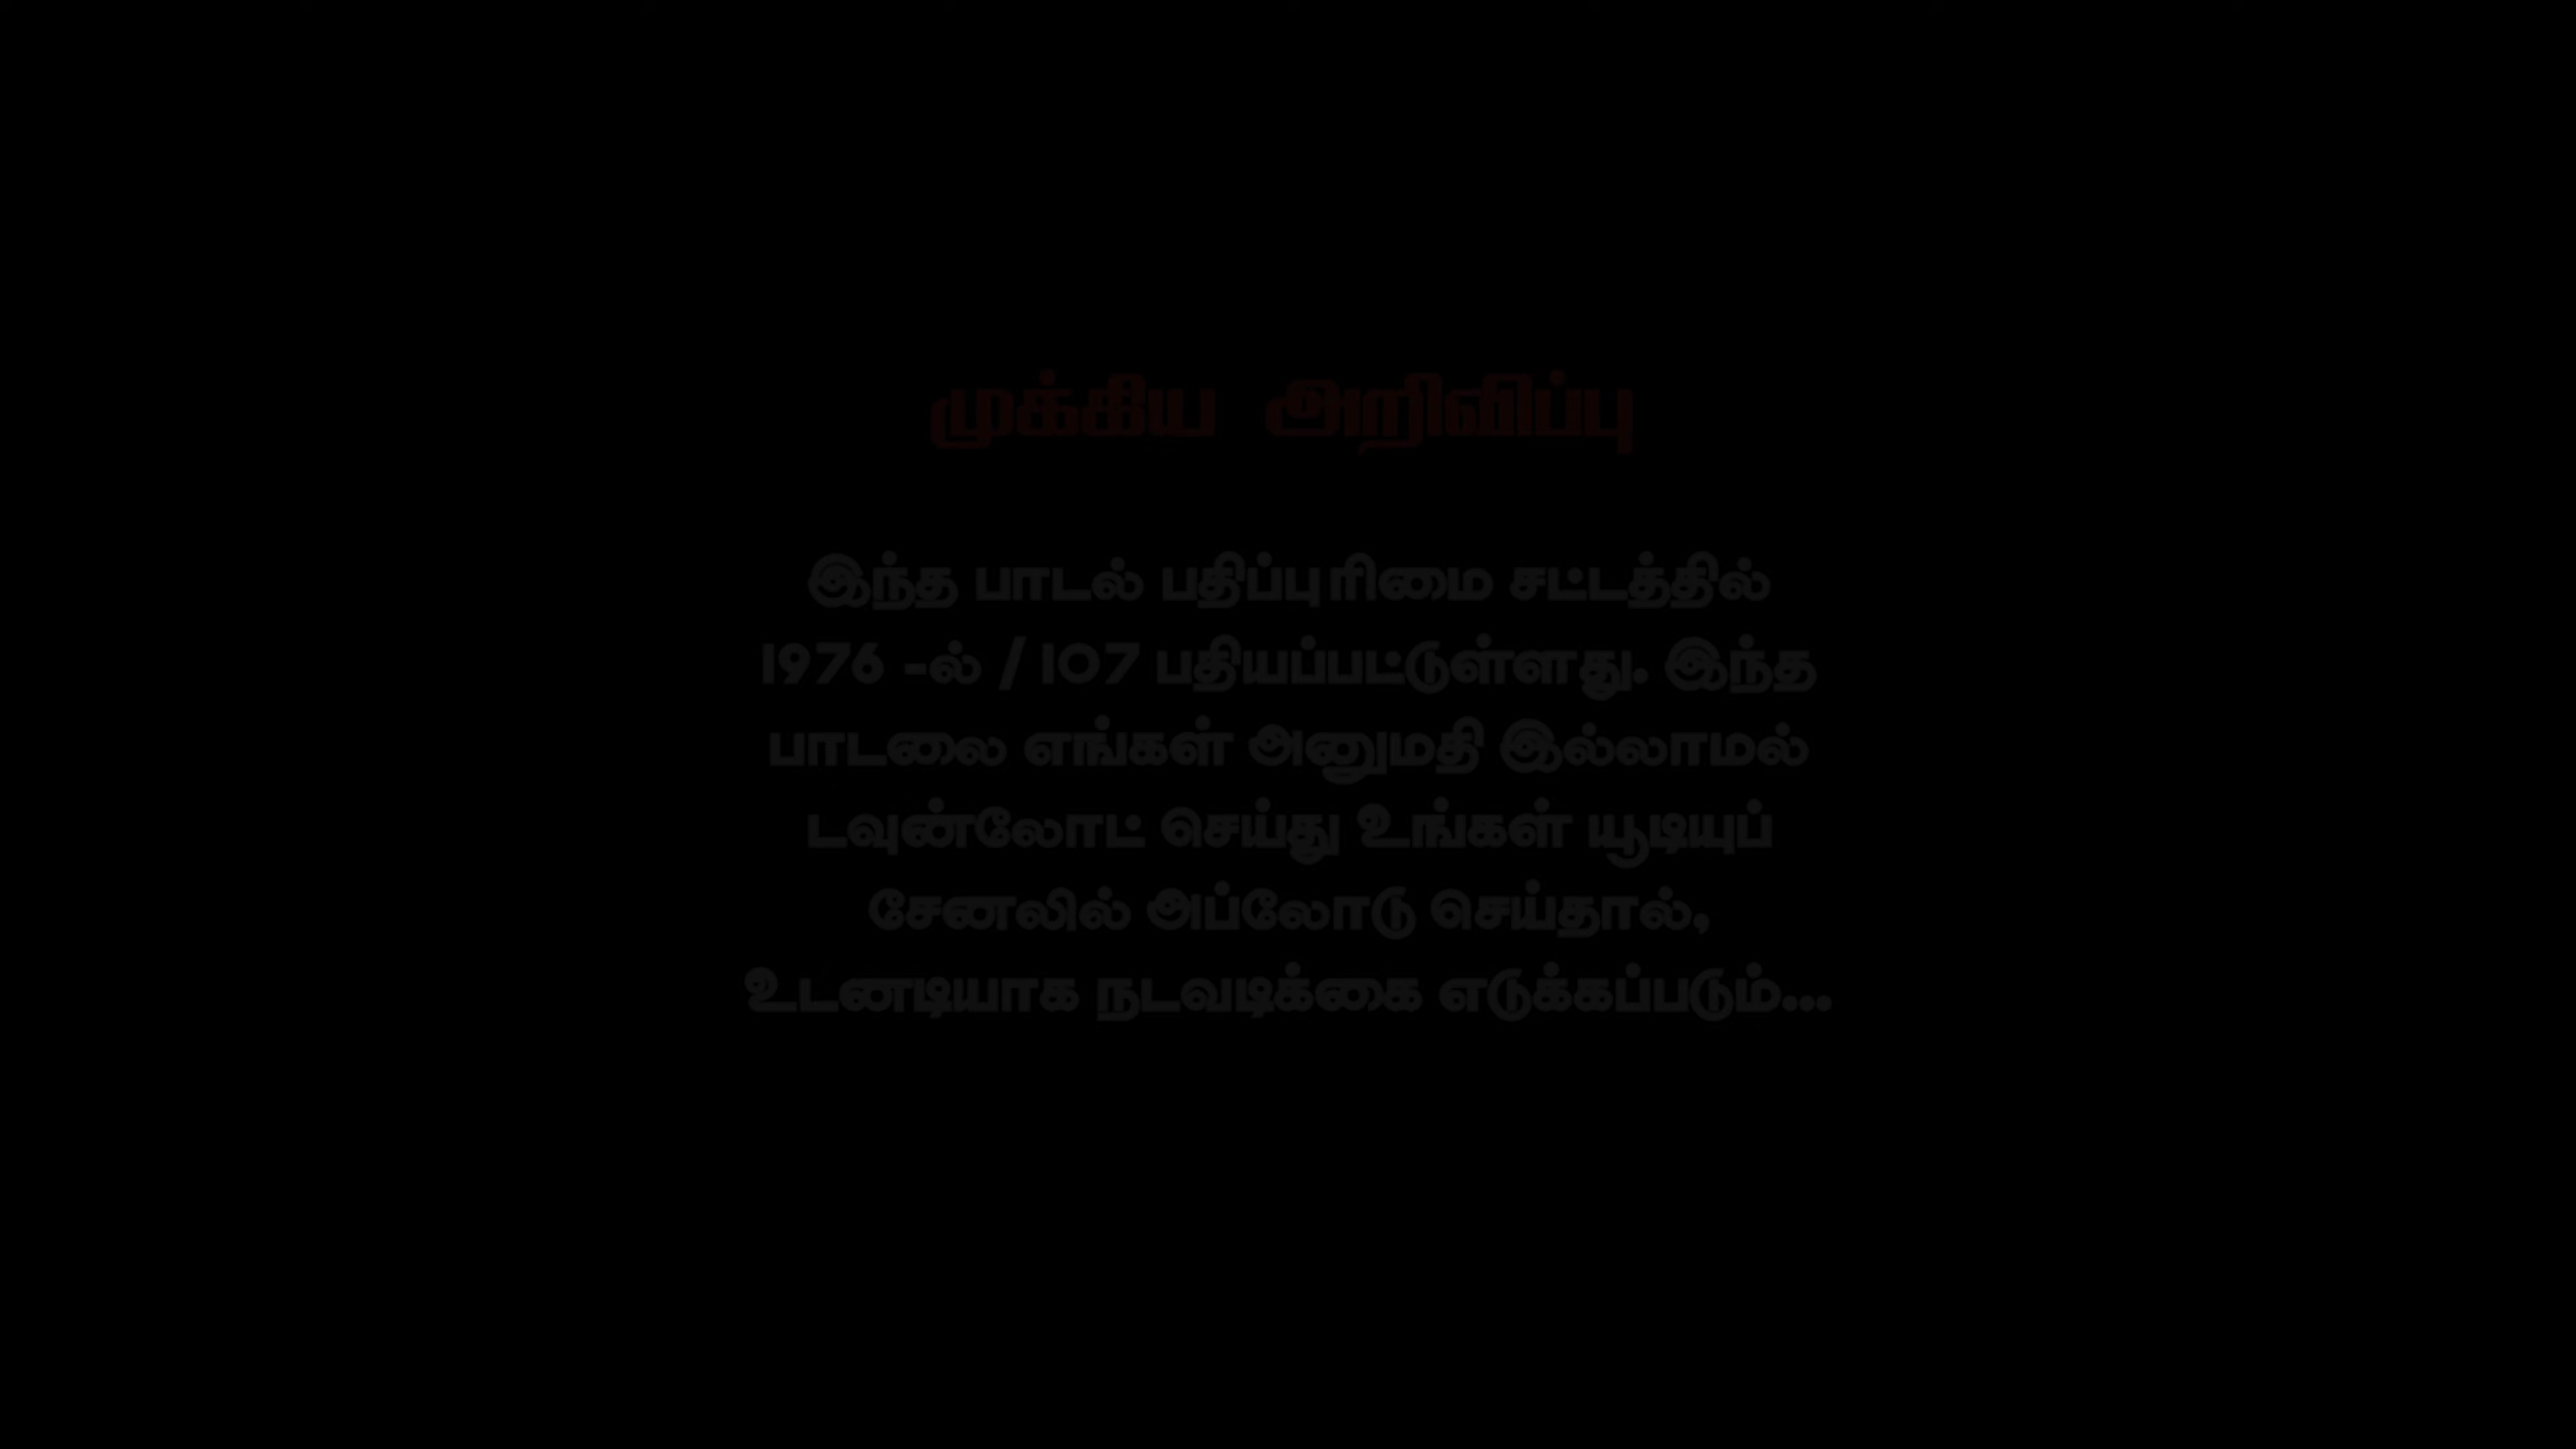 முக்கிய அறிவிப்பு
இந்த பாடல் பதிப்புரிமை சட்டத்தில்
1976 -ல் / 107 பதியப்பட்டுள்ளது. இந்த
பாடலை எங்கள் அனுமதி இல்லாமல்
டவுன்லோட் செய்து உங்கள் யூடியுப்
சேனலில் அப்லோடு செய்தால்,
உடனடியாக நடவடிக்கை எடுக்கப்படும்...